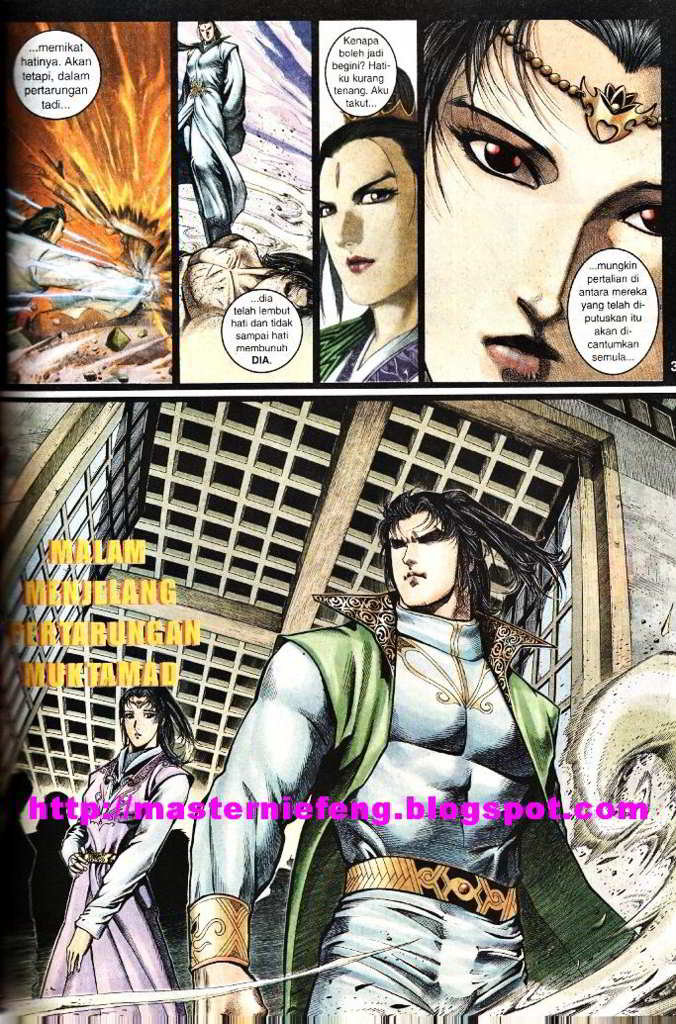 ...memikat
hatinya. Akan
tetapi, dalam
pertarungan
tadi...
...dia
telah lembut
hati dan tidak
sampai hati
membunuh
DIA.
Kenapa
boleh jadi
begini? Hati-
ku kurang
tenang. Aku
takut...
...mungkin
pertalian di
antara mereka
yang telah di-
putuskan itu
akan di-
cantumkan
semula...
3
MALAM
MENJELANG
PERTARUNGAN
MUKTAMAD
http://masterniefeng.blogspot.com